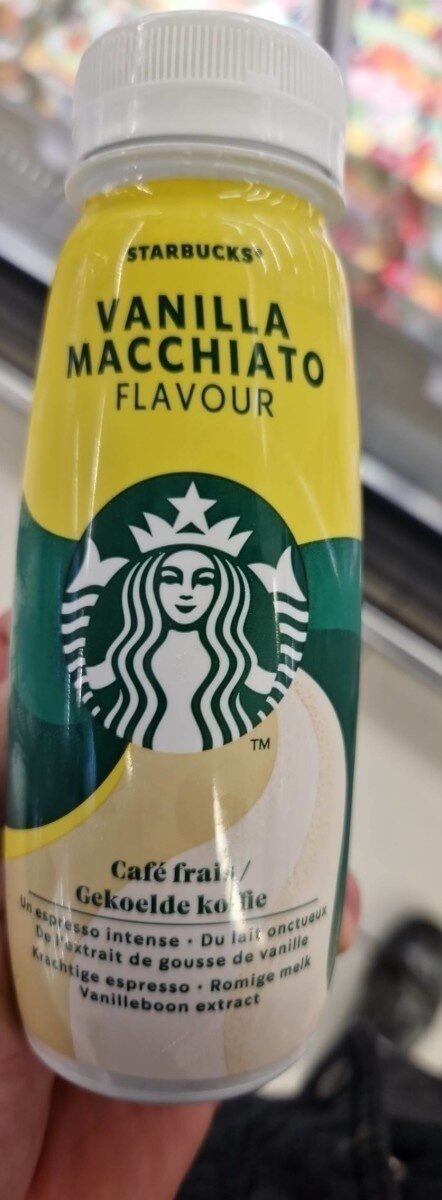 STARBUCKS®
VANILLA
MACCHIATO
FLAVOUR
TM
Café frais/
Gekoelde koffie
Un espresso intense • Du lait onctueux
De l'extrait de gousse de vanille
Krachtige espresso • Romige melk
Vanilleboon extract